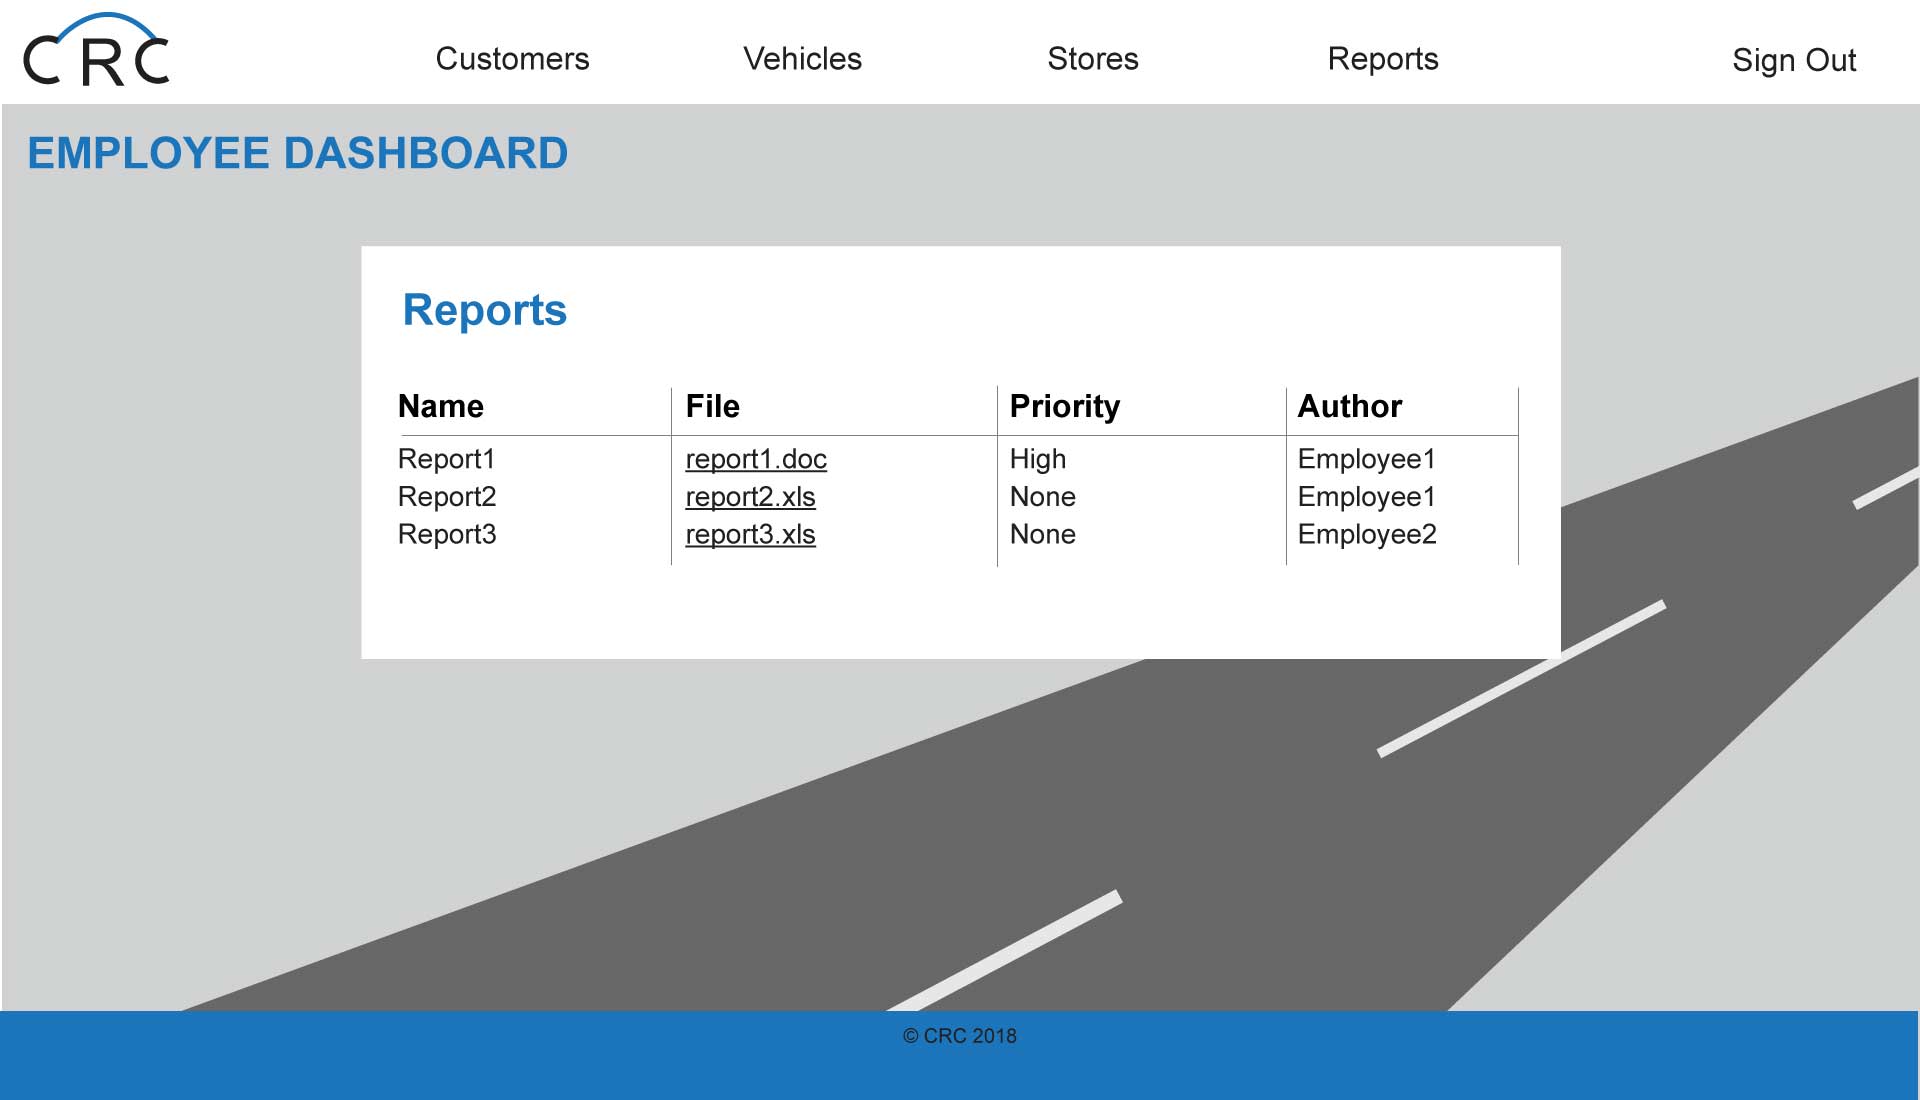 CRC Customers Vehicles Stores Reports Sign Out
EMPLOYEE DASHBOARD
Reports
Name File Priority Author
Report1 report1.doc High Employee1
Report2 report2.xls None Employee1
Report3 report3.xls None Employee2
© CRC 2018